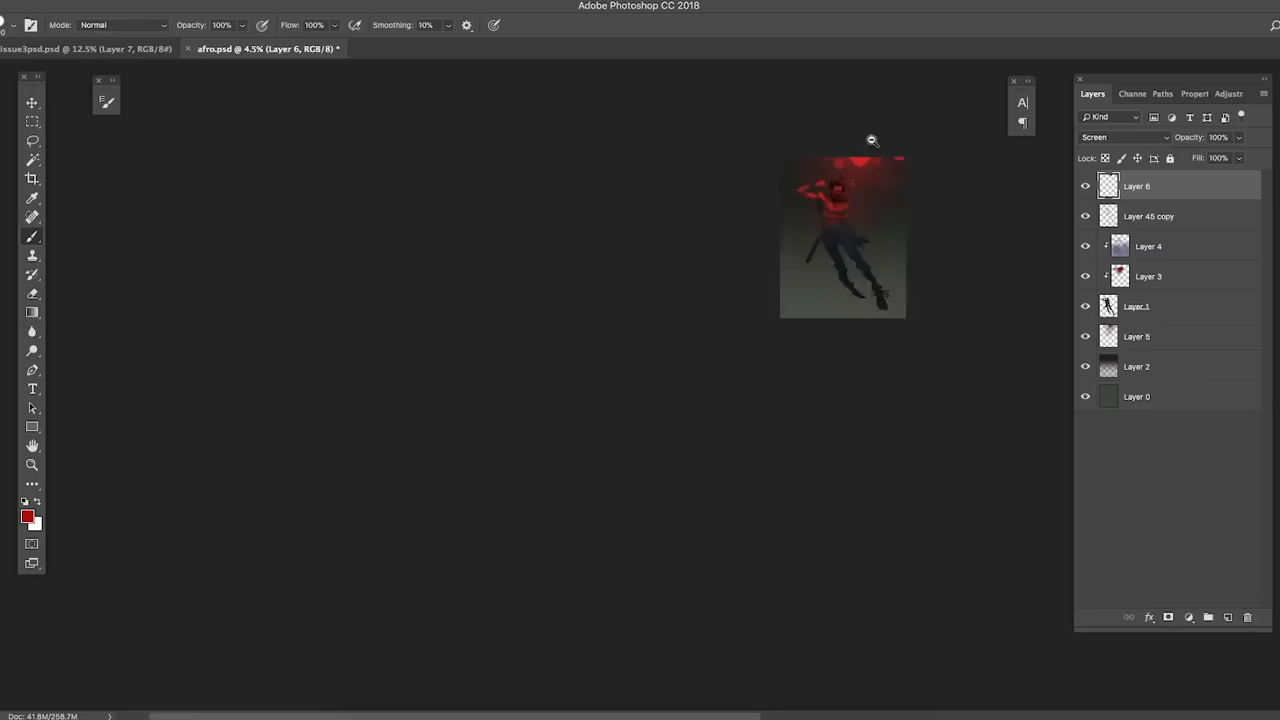 Adobe Photoshop CC 2018
Mode: Normal Opacity: 100% Flow: 100% Smoothing: 10%
issue3psd.psd @ 12.5% (Layer 7, RGB/8#) × afro.psd @ 4.5% (Layer 6, RGB/8) *
Layers Channe Paths Propert Adjustr
Kind
Screen Opacity: 100%
Lock: Fill: 100%
Layer 6
Layer 45 copy
Layer 4
Layer 3
Layer 1
Layer 5
Layer 2
Layer 0
Doc: 41.8M/258.7M